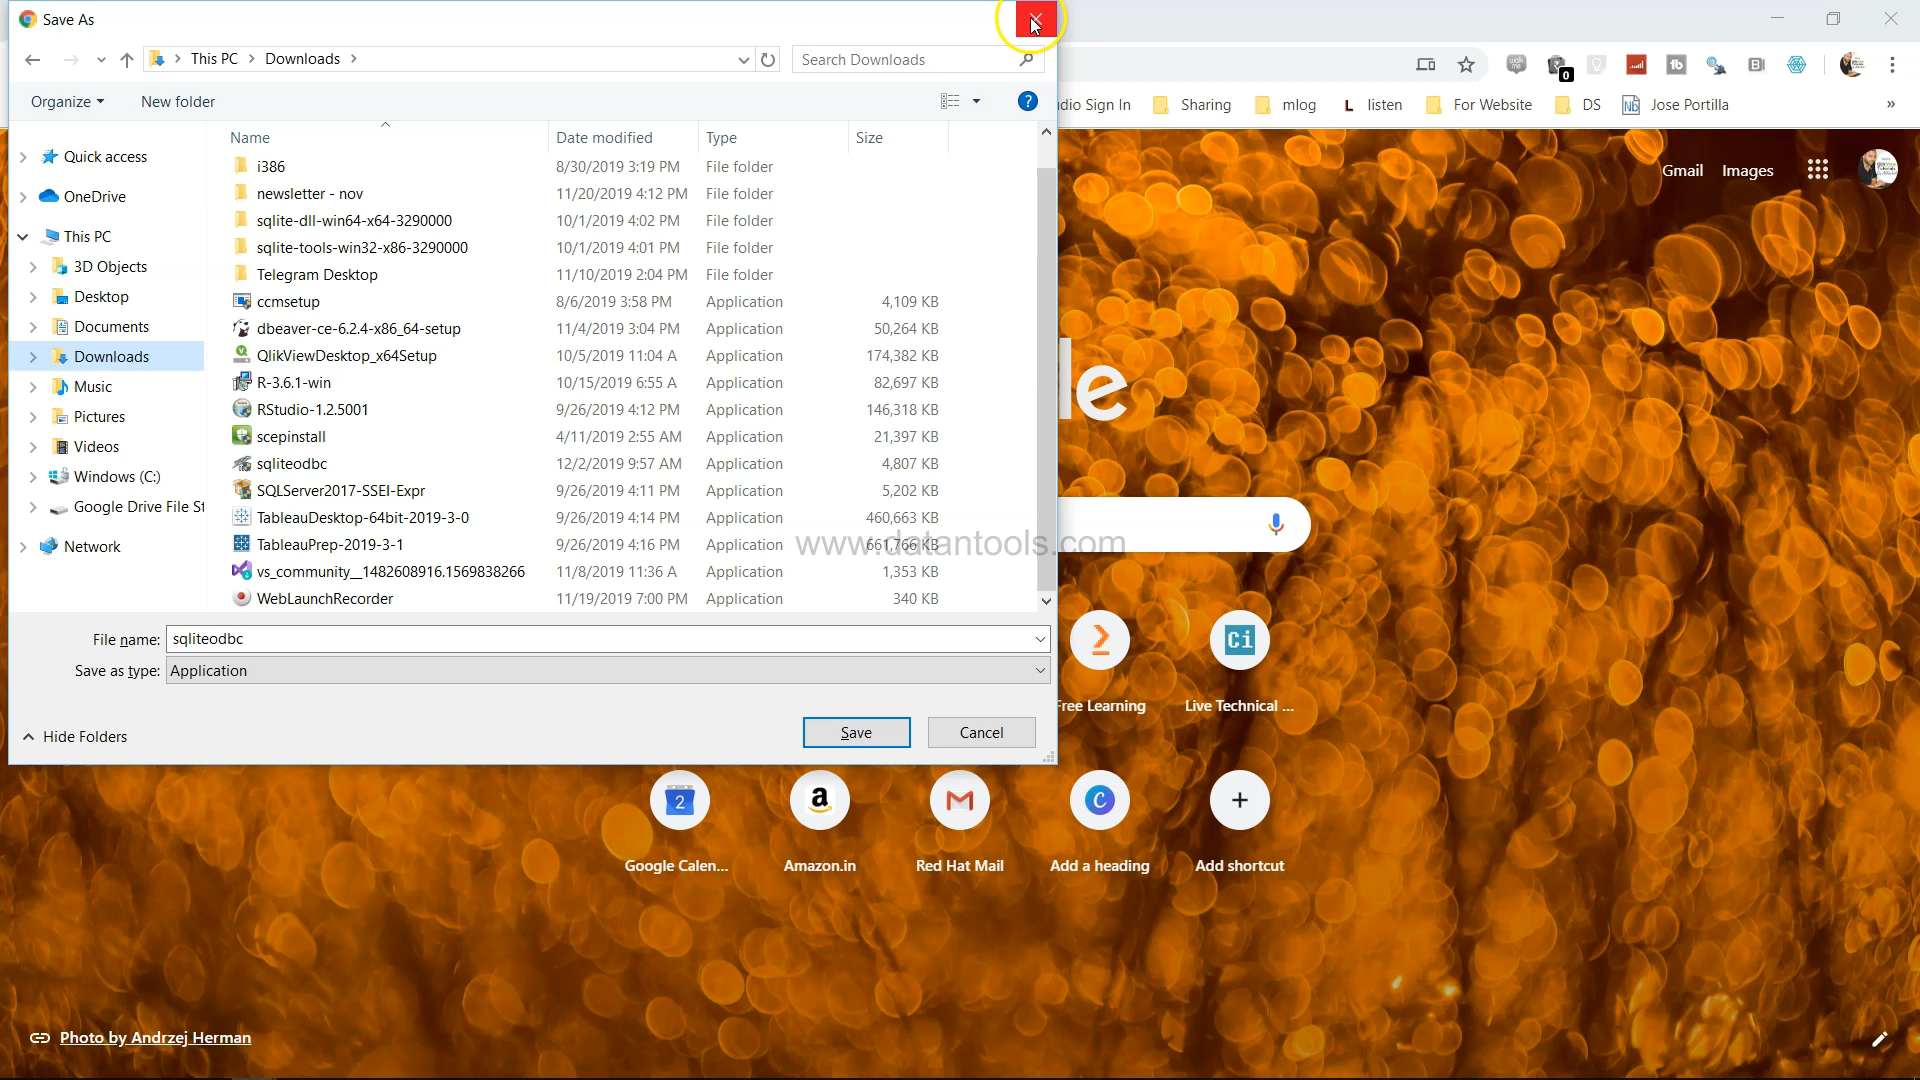 Save As
This PC > Downloads >
Search Downloads
Organize
New folder
Name
Date modified
Type
Size
Quick access
OneDrive
This PC
3D Objects
Desktop
Documents
Downloads
Music
Pictures
Videos
Windows (C:)
Google Drive File St
Network
i386 8/30/2019 3:19 PM File folder
newsletter - nov 11/20/2019 4:12 PM File folder
sqlite-dll-win64-x64-3290000 10/1/2019 4:02 PM File folder
sqlite-tools-win32-x86-3290000 10/1/2019 4:01 PM File folder
Telegram Desktop 11/10/2019 2:04 PM File folder
ccmsetup 8/6/2019 3:58 PM Application 4,109 KB
dbeaver-ce-6.2.4-x86_64-setup 11/4/2019 3:04 PM Application 50,264 KB
QlikViewDesktop_x64Setup 10/5/2019 11:04 A Application 174,382 KB
R-3.6.1-win 10/15/2019 6:55 A Application 82,697 KB
RStudio-1.2.5001 9/26/2019 4:12 PM Application 146,318 KB
scepinstall 4/11/2019 2:55 AM Application 21,397 KB
sqliteodbc 12/2/2019 9:57 AM Application 4,807 KB
SQLServer2017-SSEI-Expr 9/26/2019 4:11 PM Application 5,202 KB
TableauDesktop-64bit-2019-3-0 9/26/2019 4:14 PM Application 460,663 KB
TableauPrep-2019-3-1 9/26/2019 4:16 PM Application 661,766 KB
www.datantools.com
vs_community__1482608916.1569838266 11/8/2019 11:36 A Application 1,353 KB
WebLaunchRecorder 11/19/2019 7:00 PM Application 340 KB
File name: sqliteodbc
Save as type: Application
Hide Folders
Save
Cancel
0
dio Sign In
Sharing
mlog
L listen
For Website
DS
Nb Jose Portilla
»
Gmail
Images
le
Ci
Free Learning
Live Technical ...
2
a
Google Calen...
Amazon.in
Red Hat Mail
Add a heading
Add shortcut
Photo by Andrzej Herman